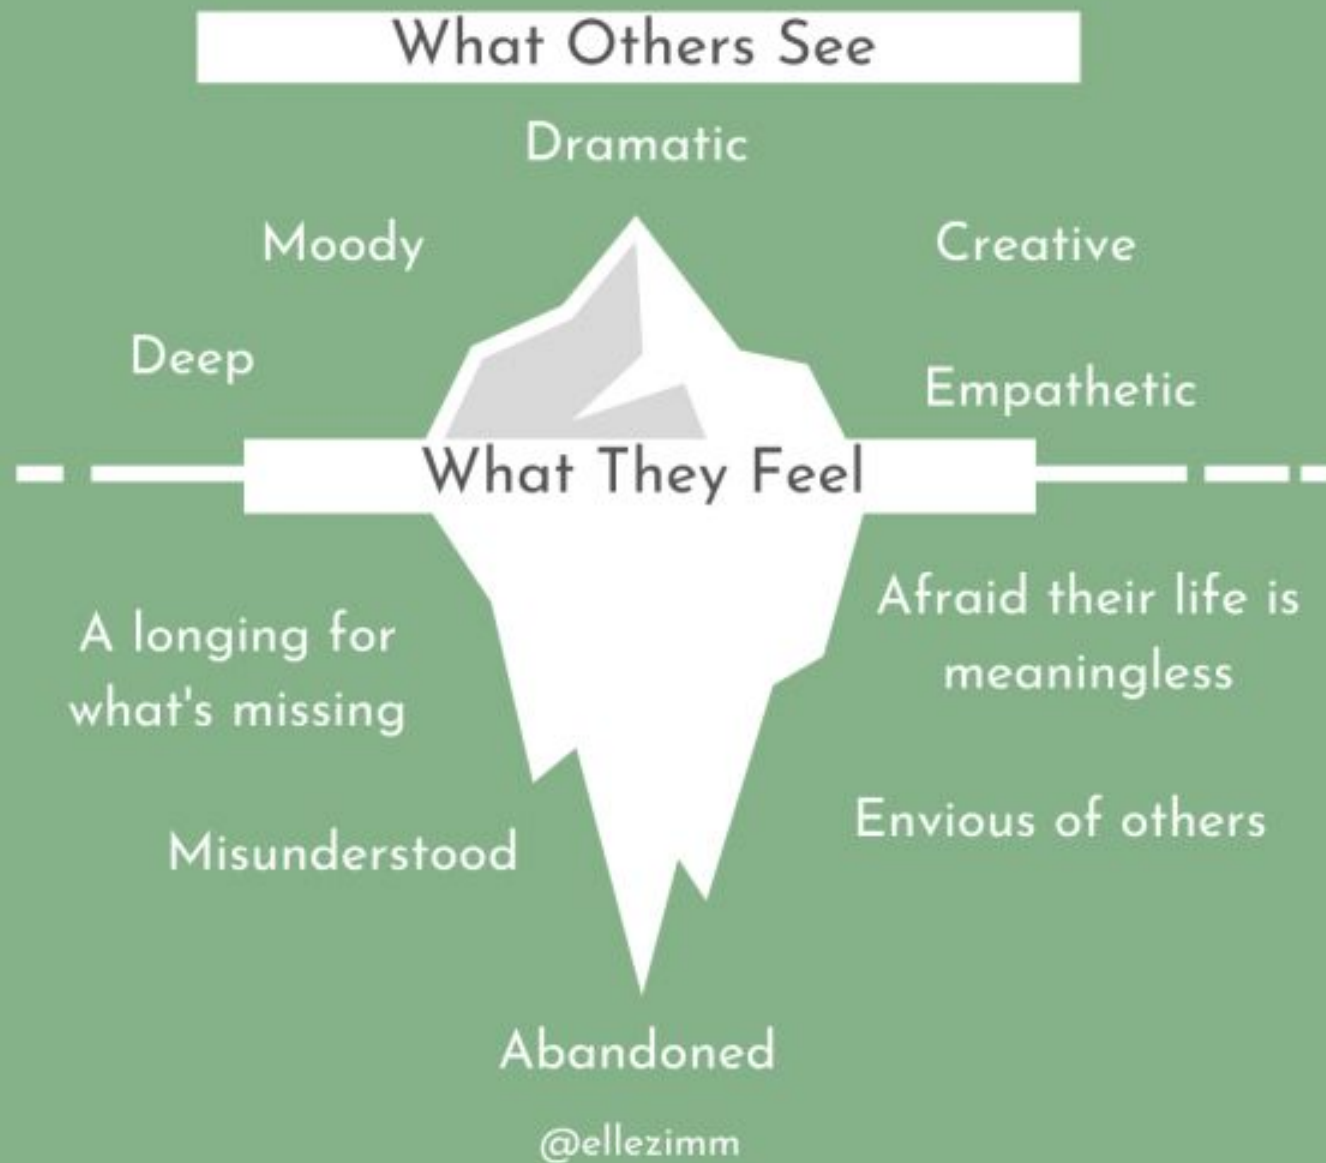 What Others See
Dramatic
Moody
Creative
Deep
Empathetic
What They Feel
A longing for
what's missing
Afraid their life is
meaningless
Misunderstood
Envious of others
Abandoned
@ellezimm